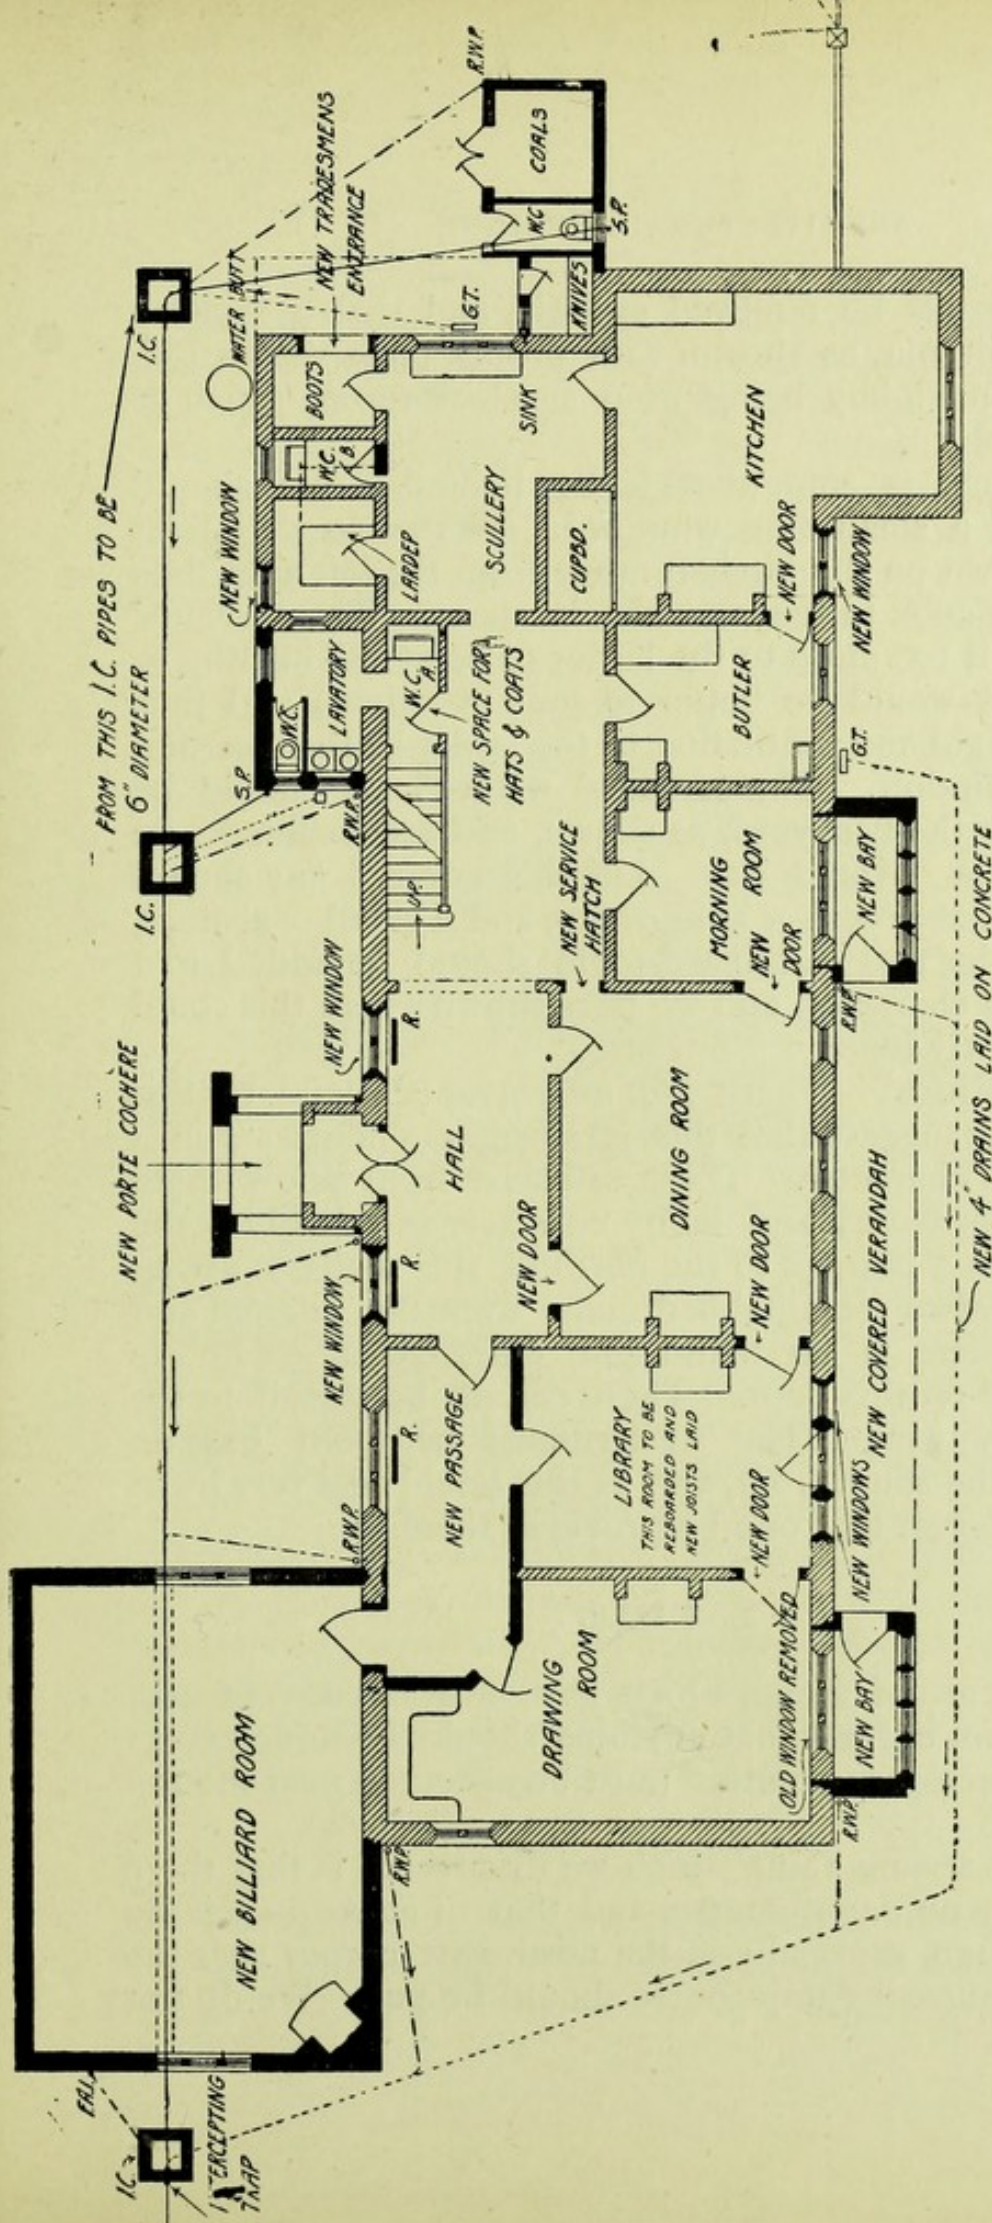 I.C.
F.A.I.
NEW BILLIARD ROOM
R.W.P.
R.W.P.
NEW WINDOW
NEW PORTE COCHÈRE
NEW WINDOW
I.C.
FROM THIS I.C. PIPES TO BE
6" DIAMETER
S.P.
R.W.P.
W.C.
LAVATORY
NEW WINDOW
I.C.
WATER BUTT
NEW TRADESMENS
ENTRANCE
R.W.P.
LARDER
W.C.
B
BOOTS
G.T.
KNIVES
W.C.
COALS
S.P.
NEW PASSAGE
R.
R.
HALL
R.
UP.
W.C.
A.
NEW SPACE FOR
HATS & COATS
SCULLERY
SINK
CUPBD.
KITCHEN
DRAWING
ROOM
LIBRARY
THIS ROOM TO BE
REBOARDED AND
NEW JOISTS LAID
NEW DOOR
DINING ROOM
NEW DOOR
NEW SERVICE
HATCH
MORNING
ROOM
NEW
DOOR
BUTLER
NEW DOOR
OLD WINDOW REMOVED
NEW DOOR
NEW WINDOW
R.W.P.
R.W.P.
NEW BAY
NEW WINDOWS
NEW COVERED VERANDAH
R.W.P.
NEW BAY
G.T.
NEW 4" DRAINS LAID ON CONCRETE